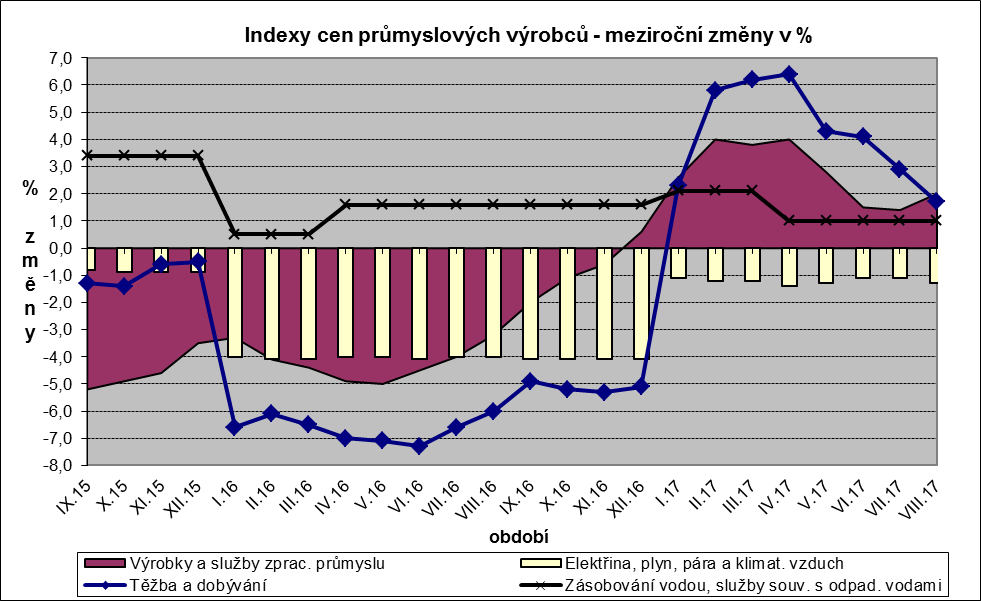 Indexy cen průmyslových výrobců - meziroční změny v %
7,0
6,0
5,0
4,0
3,0
2,0
1,0
0,0
-1,0
-2,0
-3,0
-4,0
-5,0
-6,0
-7,0
-8,0
% změny
IX.15 X.15 XI.15 XII.15 I.16 II.16 III.16 IV.16 V.16 VI.16 VII.16 VIII.16 IX.16 X.16 XI.16 XII.16 I.17 II.17 III.17 IV.17 V.17 VI.17 VII.17 VIII.17
období
Výrobky a služby zprac. průmyslu
Elektřina, plyn, pára a klimat. vzduch
Těžba a dobývání
Zásobování vodou, služby souv. s odpad. vodami